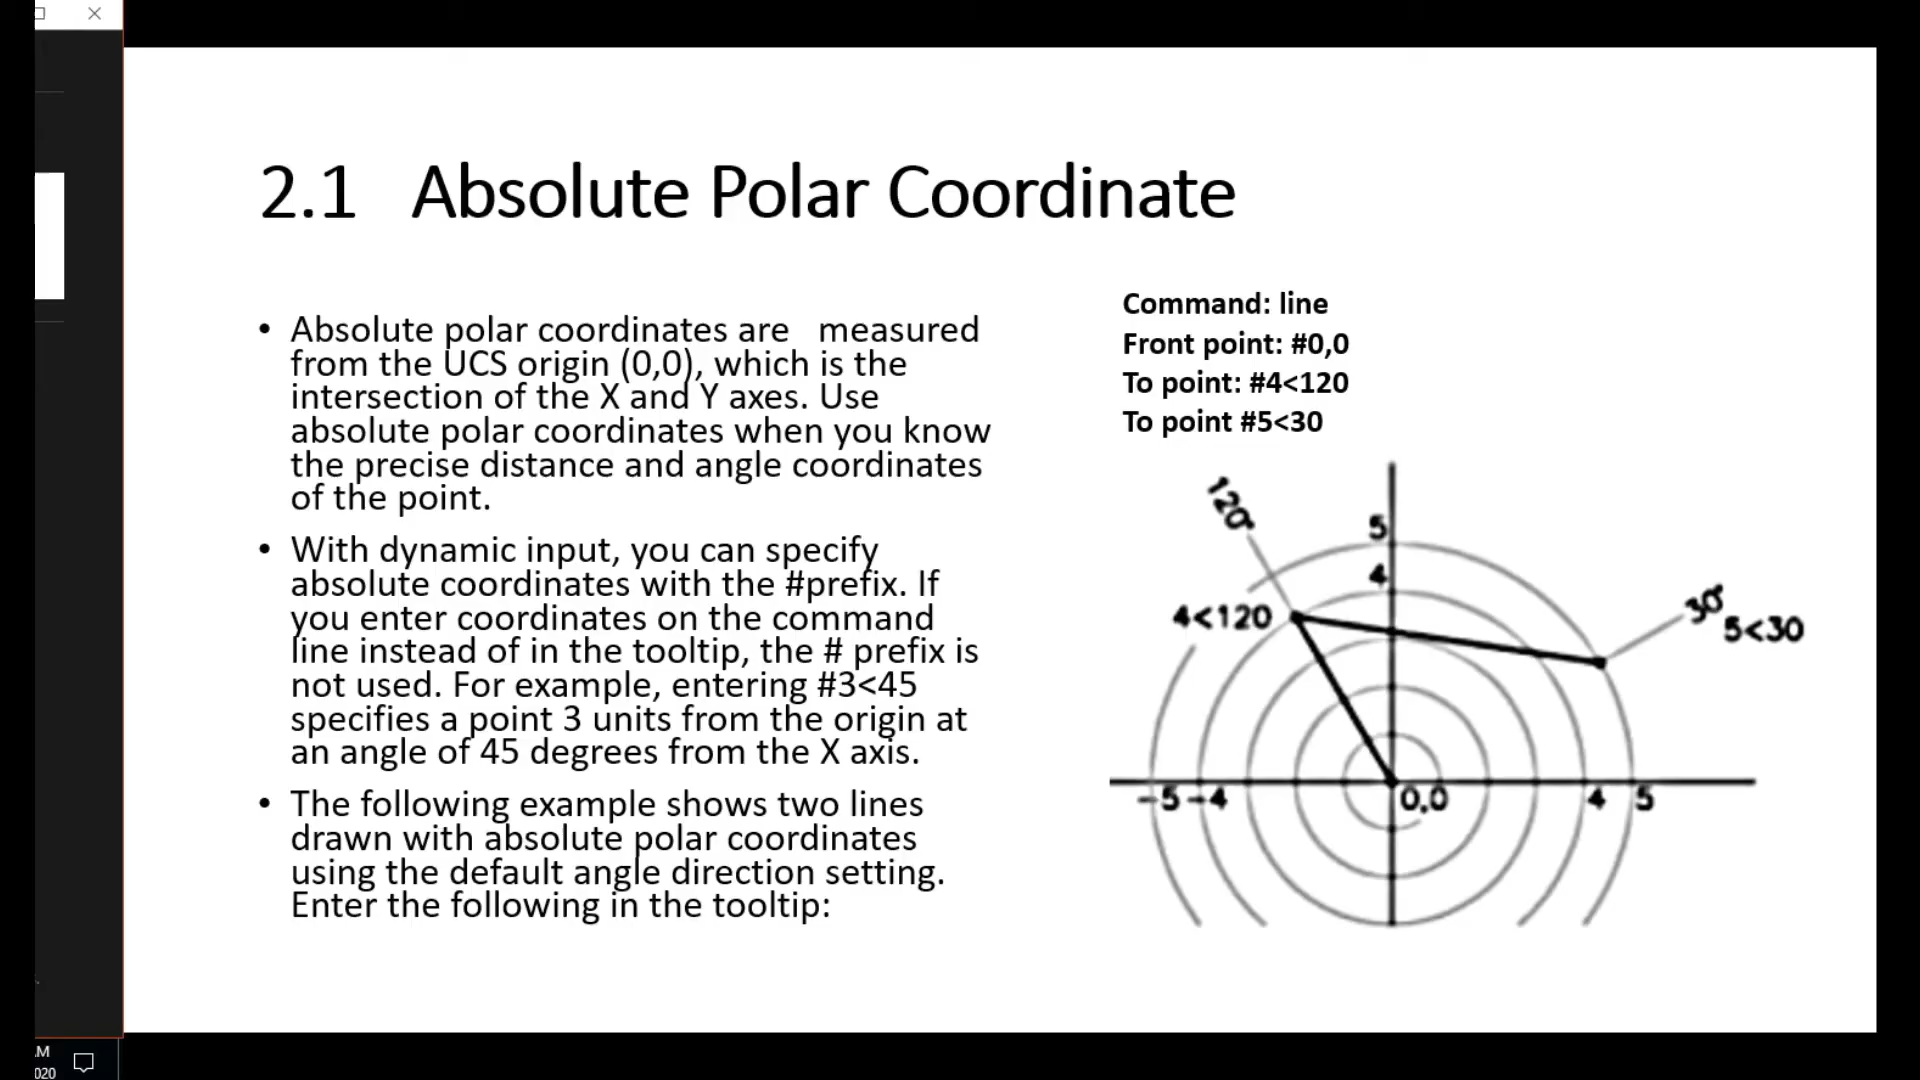 2.1 Absolute Polar Coordinate
• Absolute polar coordinates are measured
from the UCS origin (0,0), which is the
intersection of the X and Y axes. Use
absolute polar coordinates when you know
the precise distance and angle coordinates
of the point.
• With dynamic input, you can specify
absolute coordinates with the #prefix. If
you enter coordinates on the command
line instead of in the tooltip, the # prefix is
not used. For example, entering #3<45
specifies a point 3 units from the origin at
an angle of 45 degrees from the X axis.
• The following example shows two lines
drawn with absolute polar coordinates
using the default angle direction setting.
Enter the following in the tooltip:
Command: line
Front point: #0,0
To point: #4<120
To point #5<30
120°
5
4
4<120
30°
5<30
-5 -4 0,0 4 5